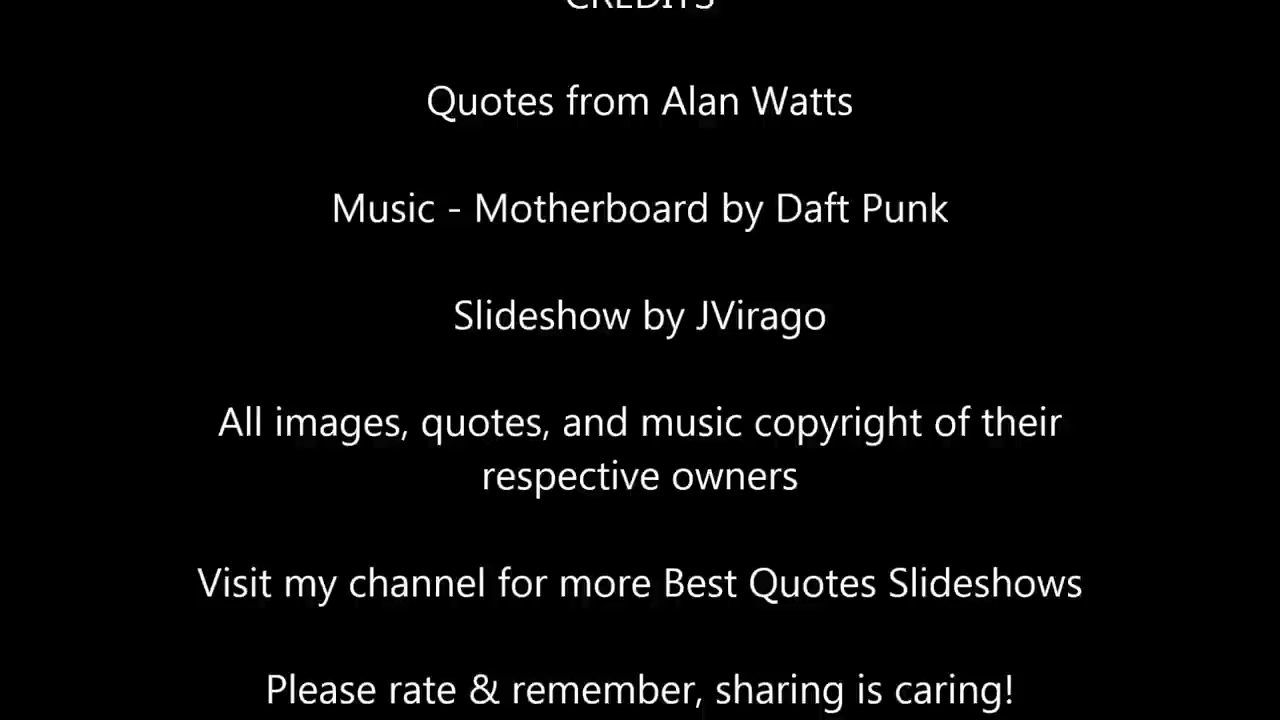 CREDITS
Quotes from Alan Watts
Music - Motherboard by Daft Punk
Slideshow by JVirago
All images, quotes, and music copyright of their
respective owners
Visit my channel for more Best Quotes Slideshows
Please rate & remember, sharing is caring!